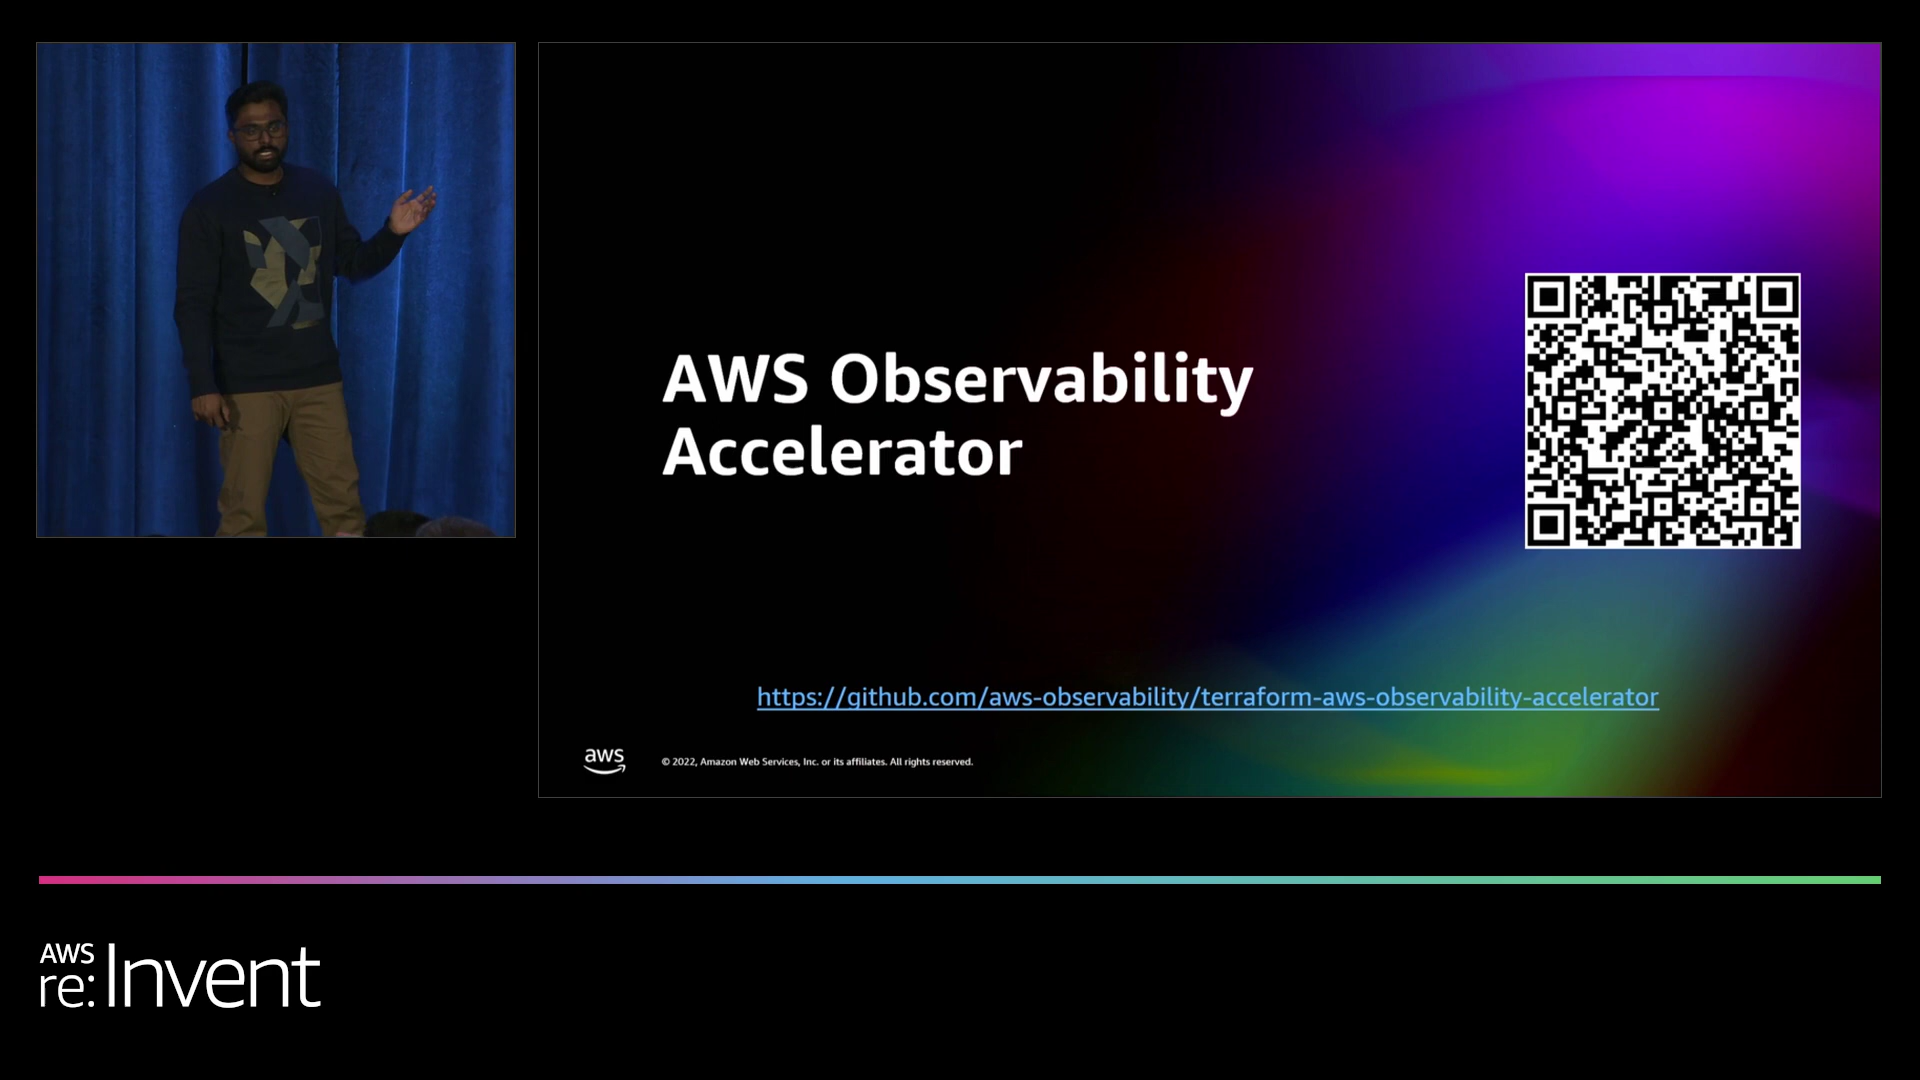 AWS Observability
Accelerator
https://github.com/aws-observability/terraform-aws-observability-accelerator
aws
© 2022, Amazon Web Services, Inc. or its affiliates. All rights reserved.
AWS
re:Invent